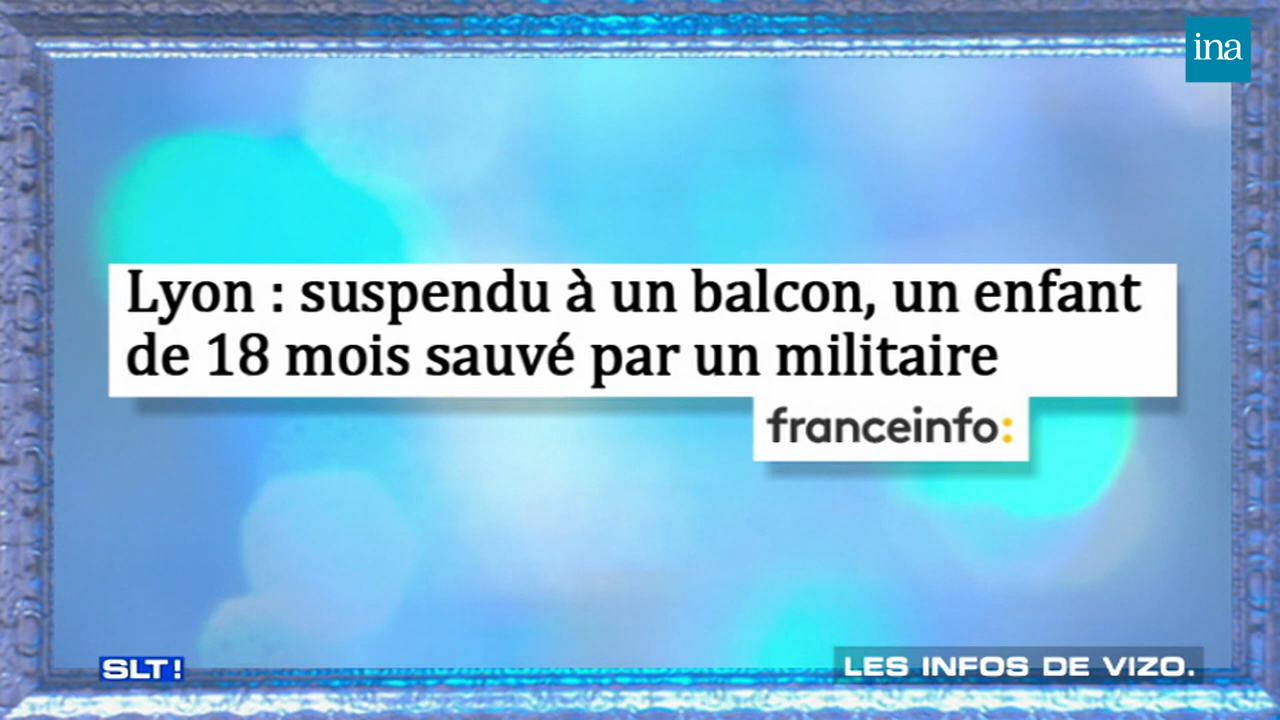 ina
Lyon : suspendu à un balcon, un enfant
de 18 mois sauvé par un militaire
franceinfo:
SLT!
LES INFOS DE VIZO.